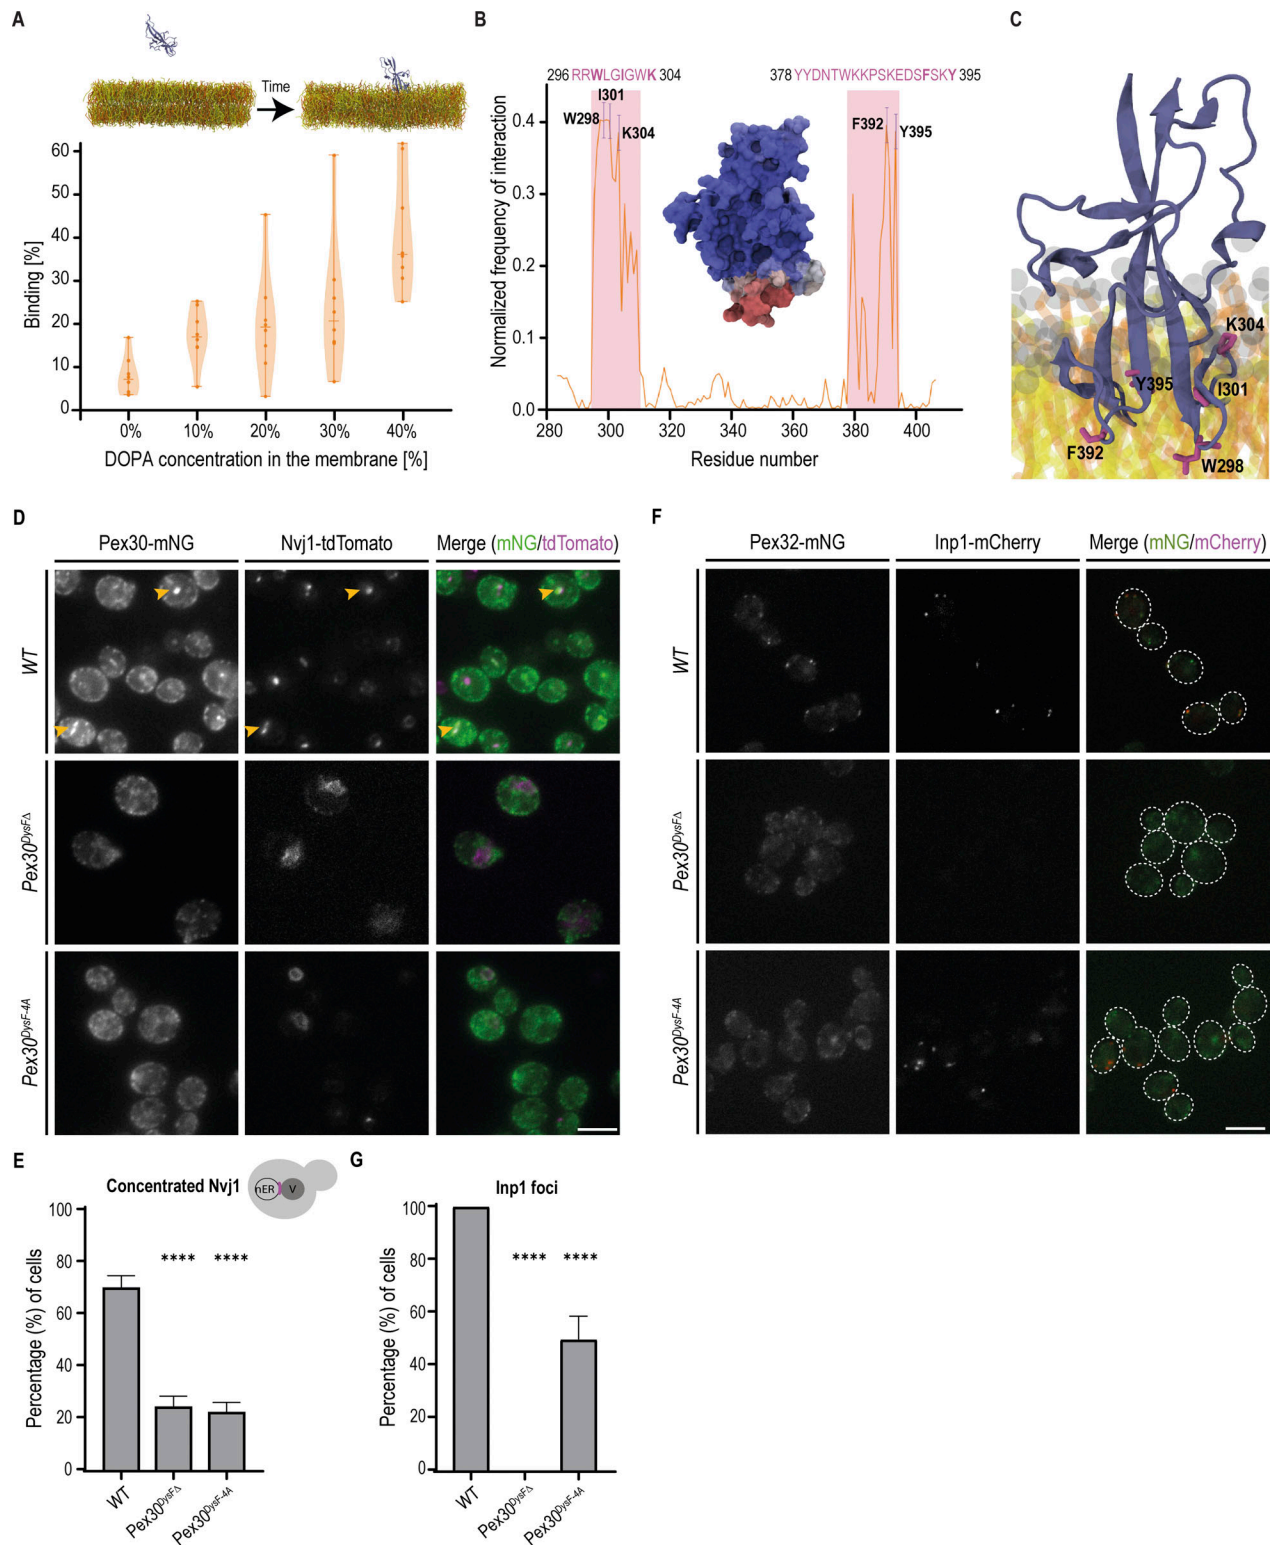 A
Time
Binding [%]
60
50
40
30
20
10
0
0% 10% 20% 30% 40%
DOPA concentration in the membrane [%]
B
296 RRWLGIGWK 304
378 YYDNTWKKPSKEDSFSKY 395
I301
W298
K304
F392
Y395
Normalized frequency of interaction
0.4
0.3
0.2
0.1
0.0
280 300 320 340 360 380 400
Residue number
C
K304
Y395
I301
F392
W298
D
Pex30-mNG
Nvj1-tdTomato
Merge (mNG/tdTomato)
WT
Pex30DysFΔ
Pex30DysF-4A
F
Pex32-mNG
Inp1-mCherry
Merge (mNG/mCherry)
WT
Pex30DysFΔ
Pex30DysF-4A
E
Concentrated Nvj1
nER V
Percentage (%) of cells
100
80
60
40
20
0
**** ****
WT
Pex30DysFΔ
Pex30DysF-4A
G
Inp1 foci
Percentage (%) of cells
100
80
60
40
20
0
**** ****
WT
Pex30DysFΔ
Pex30DysF-4A